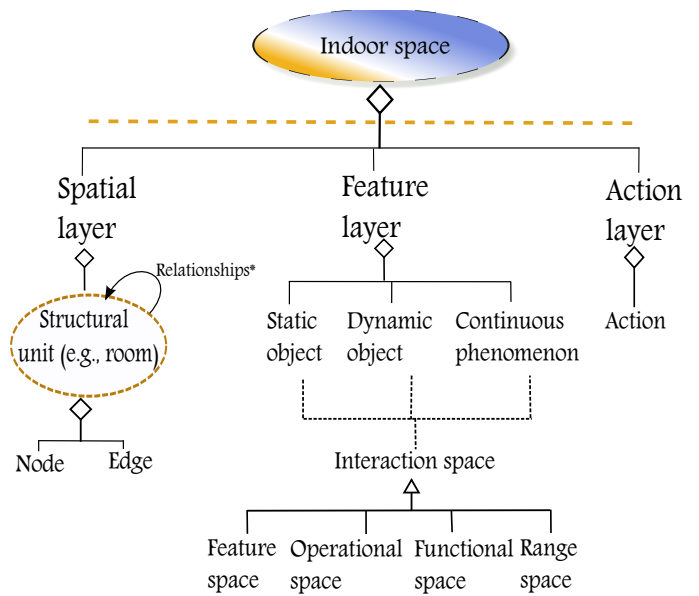 Indoor space
Spatial
layer
Feature
layer
Action
layer
Relationships*
Structural
unit (e.g., room)
Static
object
Dynamic
object
Continuous
phenomenon
Action
Node
Edge
Interaction space
Feature
space
Operational
space
Functional
space
Range
space